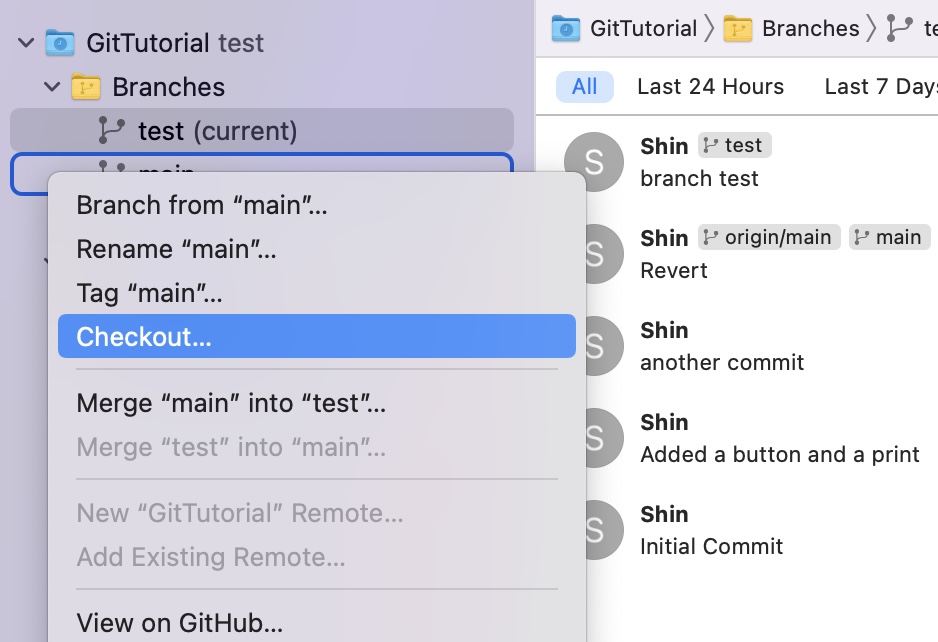 GitTutorial test
Branches
test (current)
main
Branch from “main”...
Rename “main”...
Tag “main”...
Checkout...
Merge “main” into “test”...
Merge “test” into “main”...
New “GitTutorial” Remote...
Add Existing Remote...
View on GitHub...
GitTutorial Branches te
All Last 24 Hours Last 7 Days
S Shin test
branch test
S Shin origin/main main
Revert
S Shin
another commit
S Shin
Added a button and a print
S Shin
Initial Commit